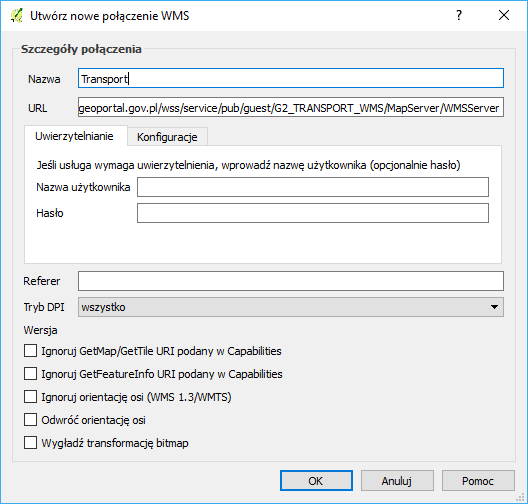 Utwórz nowe połączenie WMS
Szczegóły połączenia
Nazwa Transport
URL geoportal.gov.pl/wss/service/pub/guest/G2_TRANSPORT_WMS/MapServer/WMSServer
Uwierzytelnianie Konfiguracje
Jeśli usługa wymaga uwierzytelnienia, wprowadź nazwę użytkownika (opcjonalnie hasło)
Nazwa użytkownika
Hasło
Referer
Tryb DPI wszystko
Wersja
Ignoruj GetMap/GetTile URI podany w Capabilities
Ignoruj GetFeatureInfo URI podany w Capabilities
Ignoruj orientację osi (WMS 1.3/WMTS)
Odwróć orientację osi
Wygładź transformację bitmap
OK Anuluj Pomoc